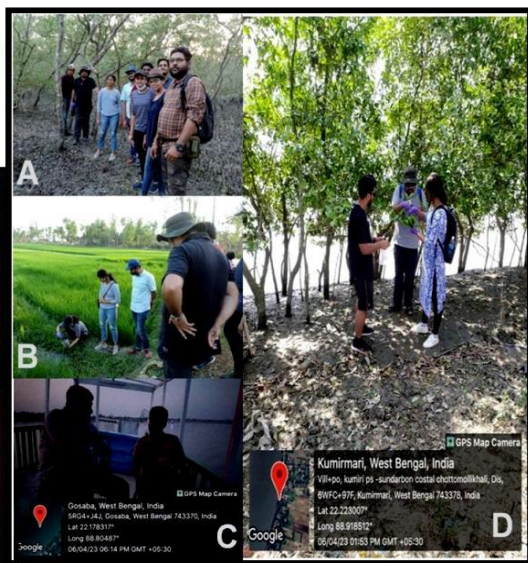 A
B
GPS Map Camera
Gosaba, West Bengal, India
5RG4+J4J, Gosaba, West Bengal 743370, India
Lat 22.178317°
Long 88.80487°
06/04/23 06:14 PM GMT +05:30
Google
C
GPS Map Camera
Kumirmari, West Bengal, India
Vill+po, kumiri ps -sundarbon costal chottomollikhali, Dis,
6WFC+97F, Kumirmari, West Bengal 743378, India
Lat 22.223007°
Long 88.918512°
06/04/23 01:53 PM GMT +05:30
Google
D